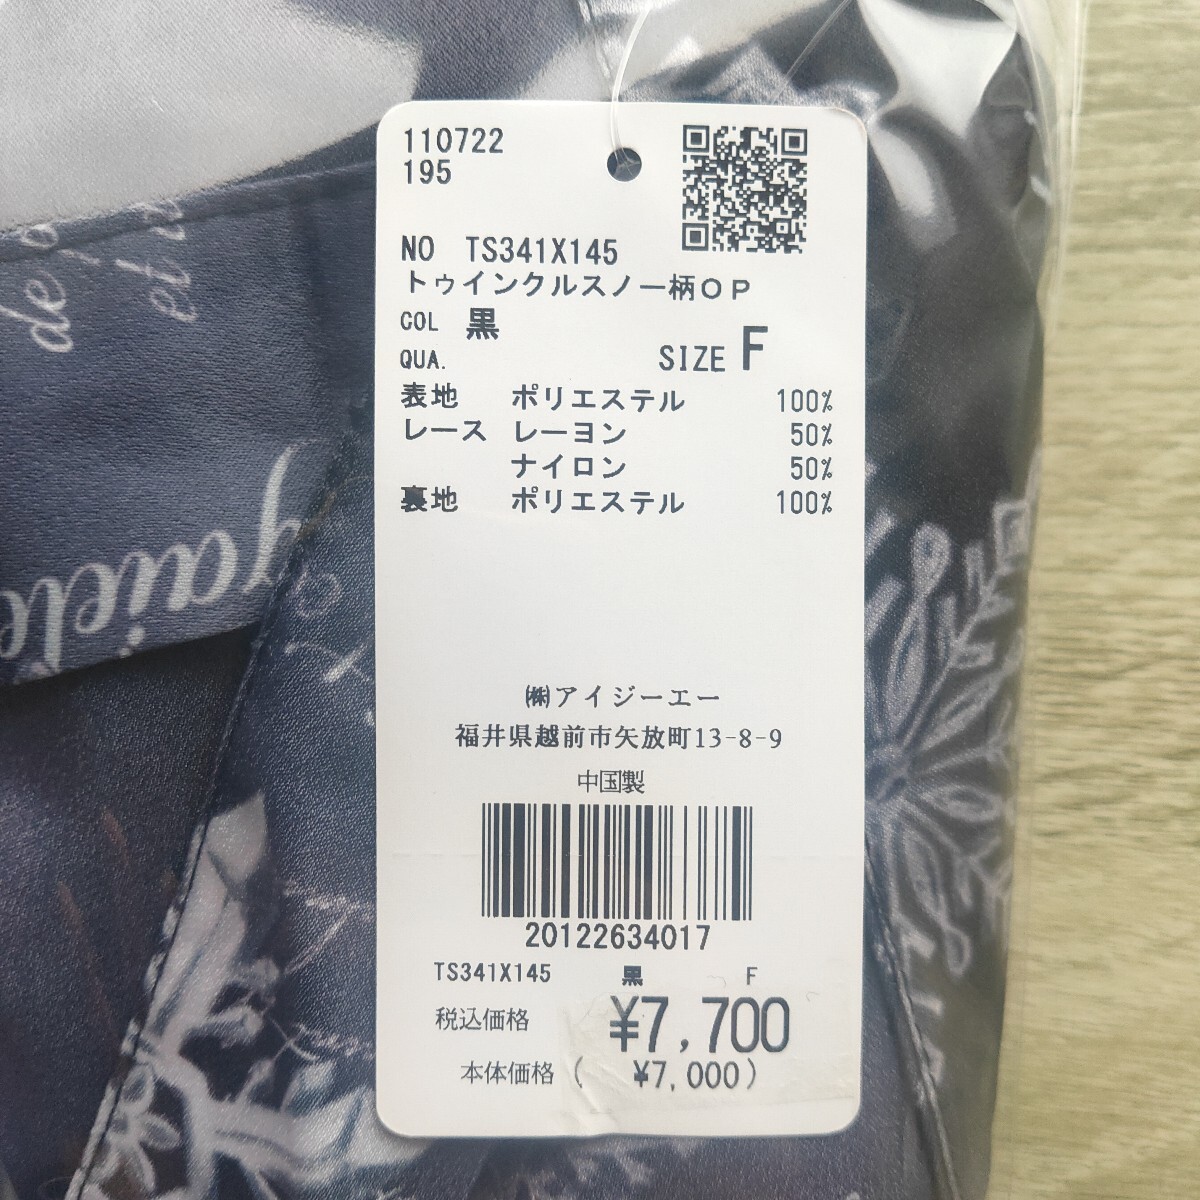 110722
195
NO TS341X145
トゥインクルスノー柄OP
COL 黒
QUA. SIZE F
表地 ポリエステル 100%
レース レーヨン 50%
ナイロン 50%
裏地 ポリエステル 100%
㈱アイジーエー
福井県越前市矢放町13-8-9
中国製
20122634017
TS341X145 黒 F
税込価格 ¥7,700
本体価格( ¥7,000)
de
et
gaieté